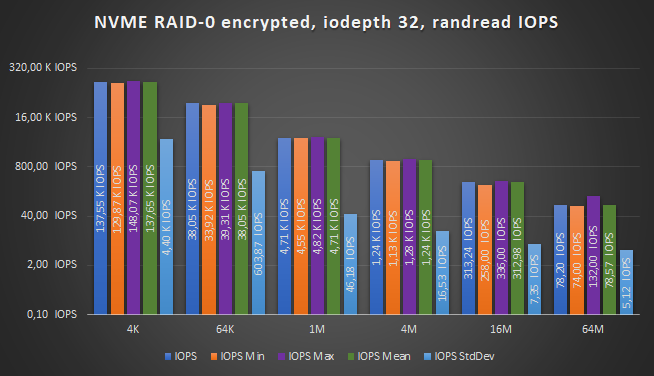 NVME RAID-0 encrypted, iodepth 32, randread IOPS
320,00 K IOPS
16,00 K IOPS
800,00 IOPS
40,00 IOPS
2,00 IOPS
0,10 IOPS
137,55 K IOPS
129,87 K IOPS
148,07 K IOPS
137,65 K IOPS
4,40 K IOPS
38,05 K IOPS
33,92 K IOPS
39,31 K IOPS
38,05 K IOPS
603,87 IOPS
4,71 K IOPS
4,55 K IOPS
4,82 K IOPS
4,71 K IOPS
46,18 IOPS
1,24 K IOPS
1,13 K IOPS
1,28 K IOPS
1,24 K IOPS
16,53 IOPS
313,24 IOPS
258,00 IOPS
336,00 IOPS
312,98 IOPS
7,35 IOPS
78,20 IOPS
74,00 IOPS
132,00 IOPS
78,57 IOPS
5,12 IOPS
4K 64K 1M 4M 16M 64M
IOPS IOPS Min IOPS Max IOPS Mean IOPS StdDev